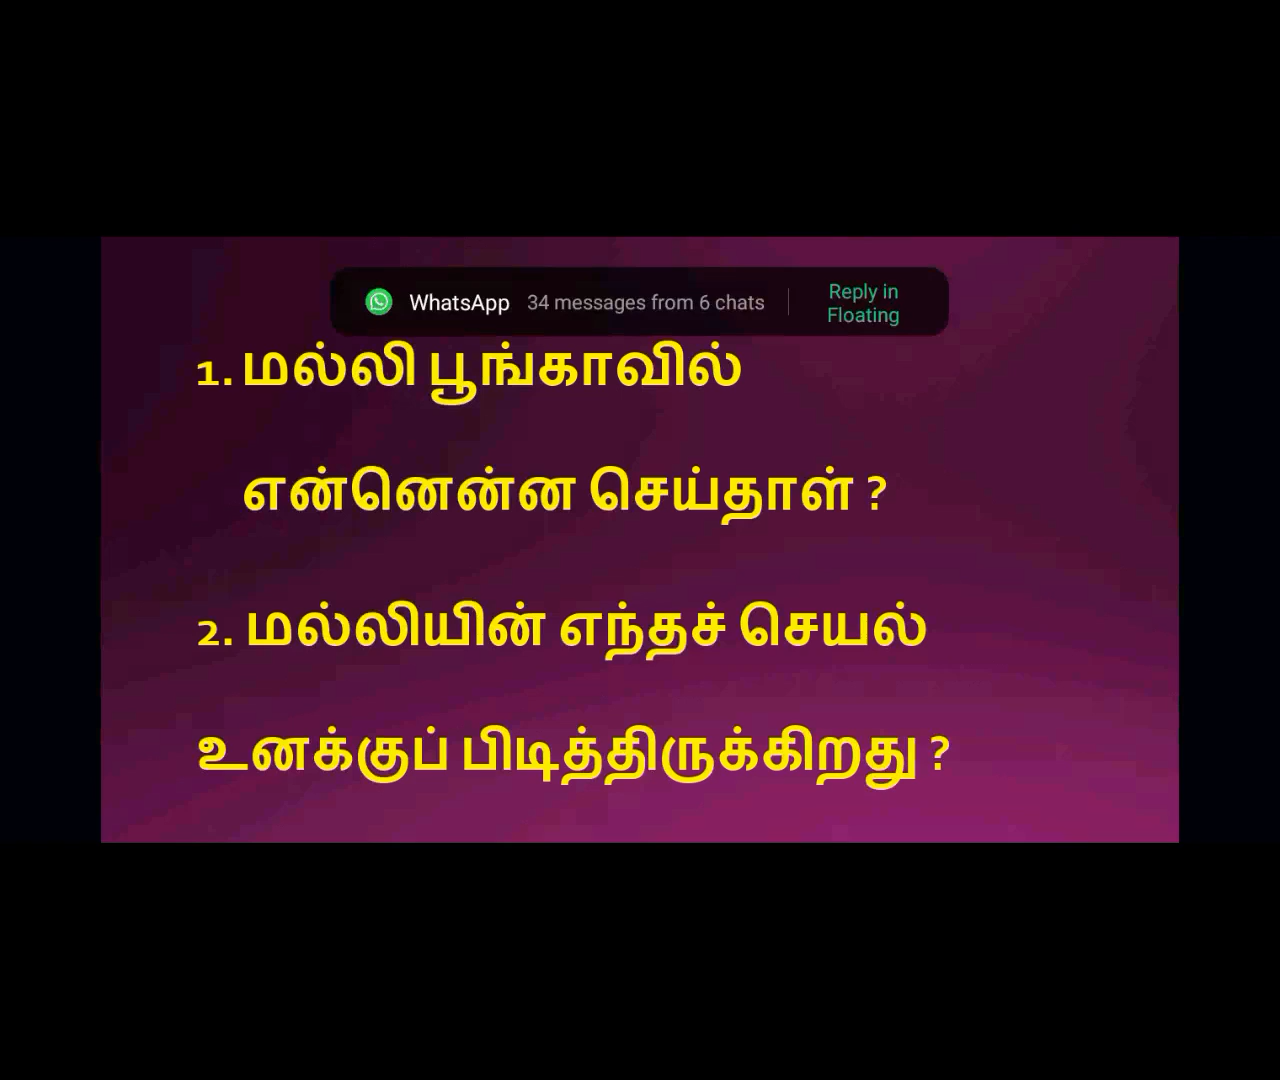 WhatsApp 34 messages from 6 chats Reply in
Floating
1. மல்லி பூங்காவில்
என்னென்ன செய்தாள் ?
2. மல்லியின் எந்தச் செயல்
உனக்குப் பிடித்திருக்கிறது ?